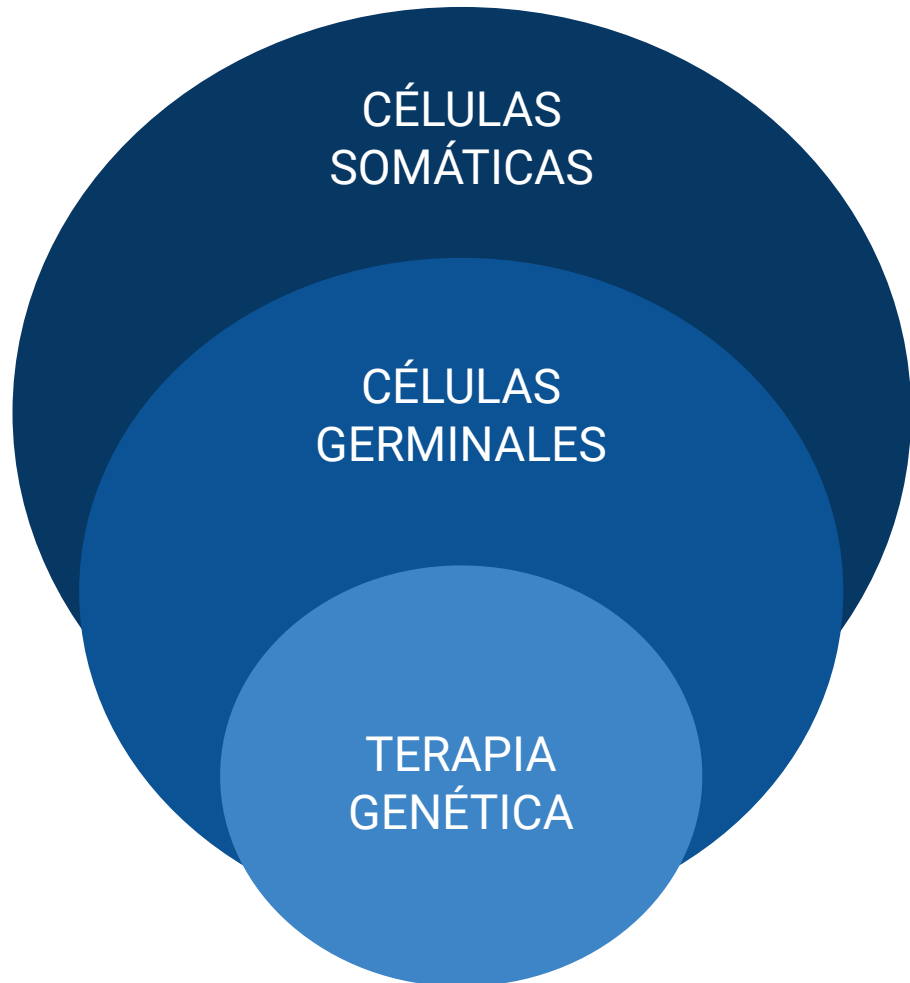 CÉLULAS
SOMÁTICAS
CÉLULAS
GERMINALES
TERAPIA
GENÉTICA